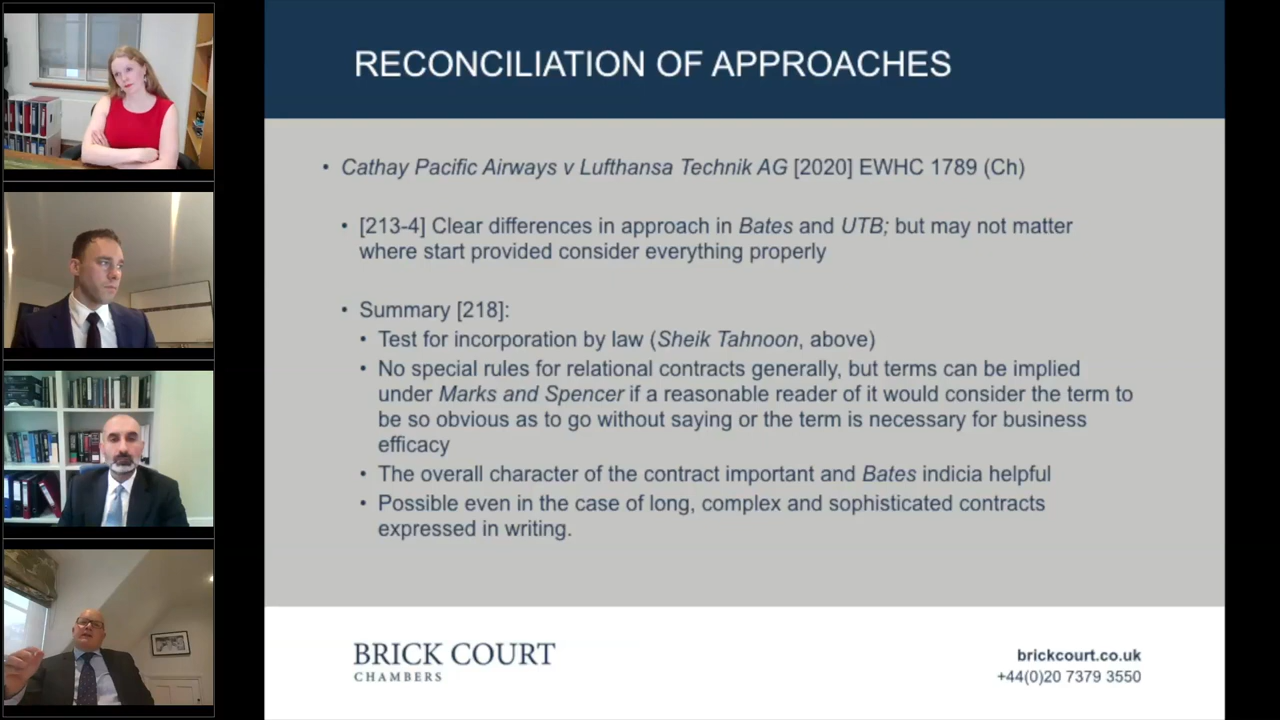 RECONCILIATION OF APPROACHES
• Cathay Pacific Airways v Lufthansa Technik AG [2020] EWHC 1789 (Ch)
• [213-4] Clear differences in approach in Bates and UTB; but may not matter
where start provided consider everything properly
• Summary [218]:
• Test for incorporation by law (Sheik Tahnoon, above)
• No special rules for relational contracts generally, but terms can be implied
under Marks and Spencer if a reasonable reader of it would consider the term to
be so obvious as to go without saying or the term is necessary for business
efficacy
• The overall character of the contract important and Bates indicia helpful
• Possible even in the case of long, complex and sophisticated contracts
expressed in writing.
BRICK COURT
CHAMBERS
brickcourt.co.uk
+44(0)20 7379 3550